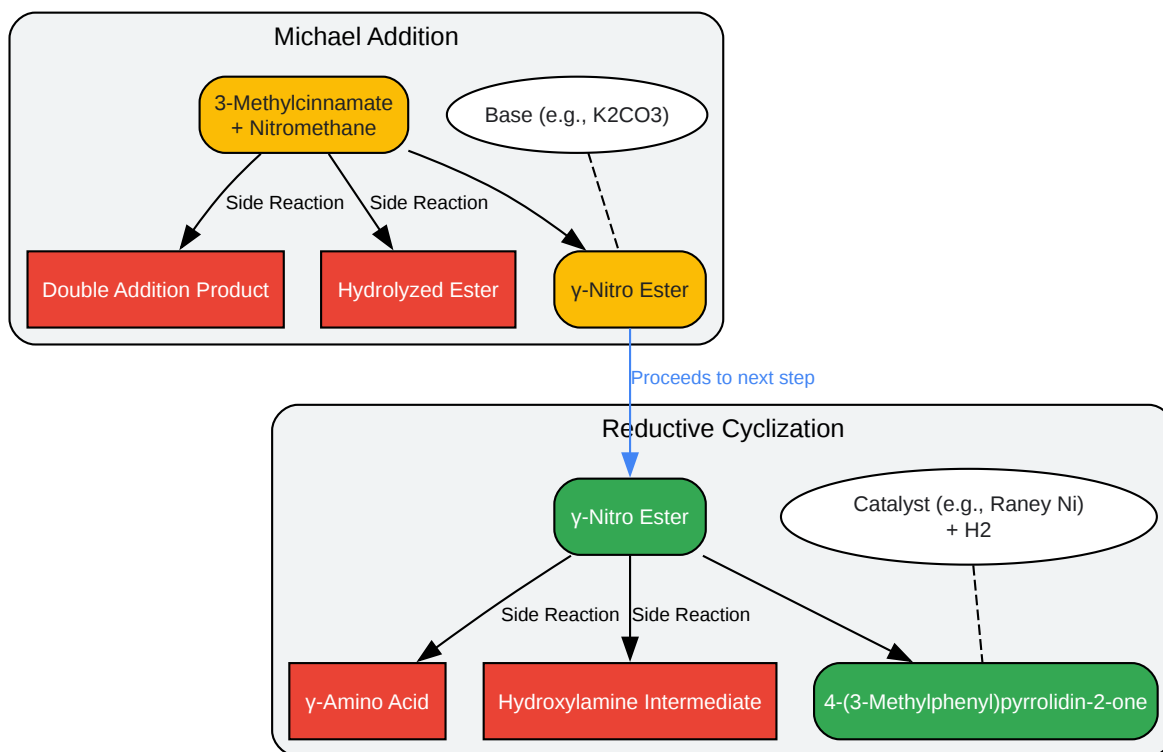 Michael Addition
3-Methylcinnamate
+ Nitromethane
Base (e.g., K2CO3)
Side Reaction
Side Reaction
Double Addition Product
Hydrolyzed Ester
γ-Nitro Ester
Proceeds to next step
Reductive Cyclization
γ-Nitro Ester
Catalyst (e.g., Raney Ni)
+ H2
Side Reaction
Side Reaction
γ-Amino Acid
Hydroxylamine Intermediate
4-(3-Methylphenyl)pyrrolidin-2-one